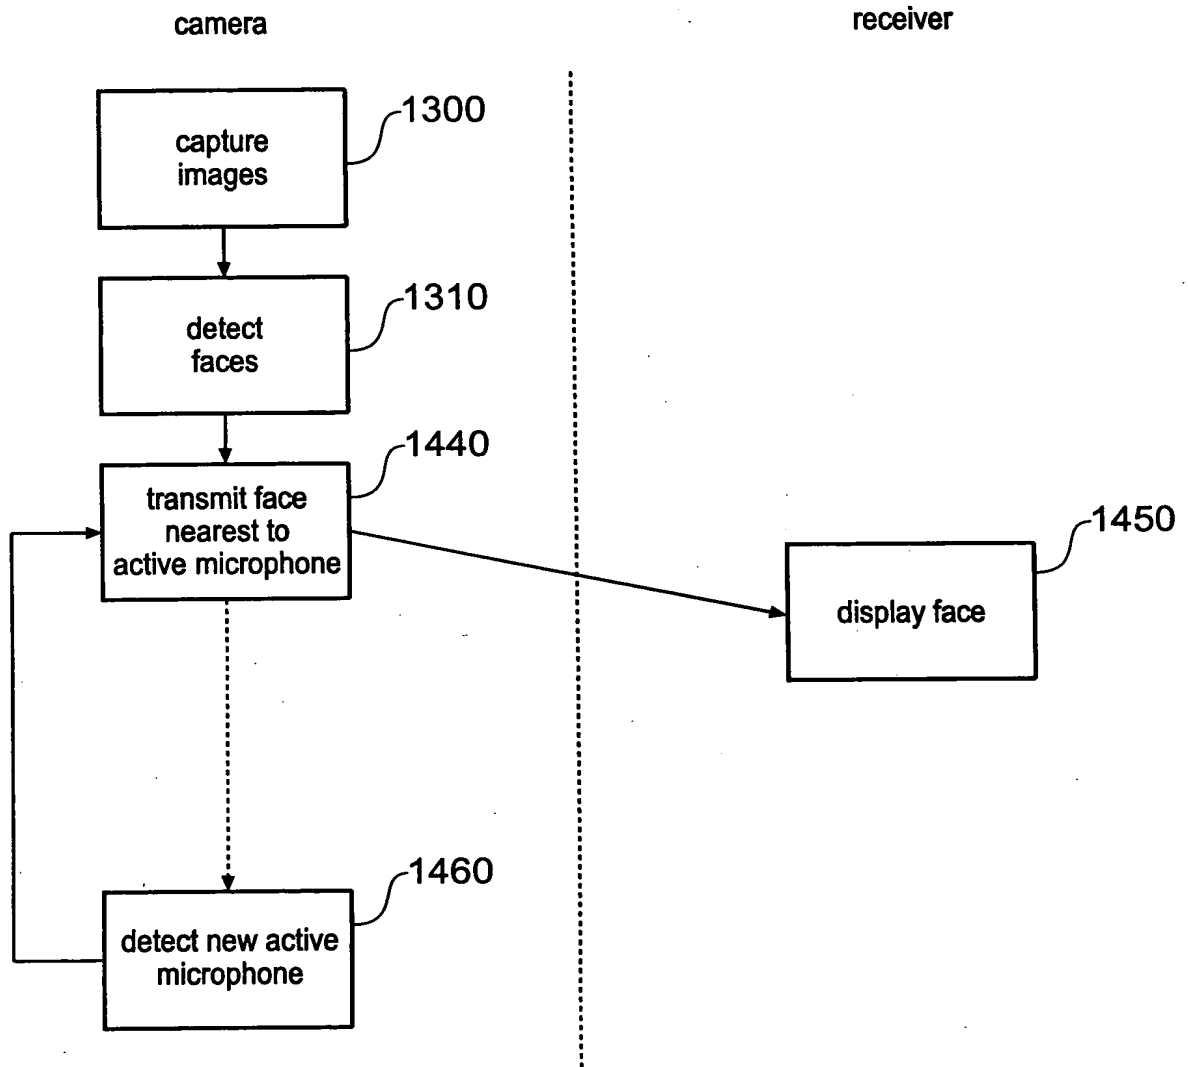 camera
receiver
1300
capture
images
1310
detect
faces
1440
transmit face
nearest to
active microphone
1450
display face
1460
detect new active
microphone